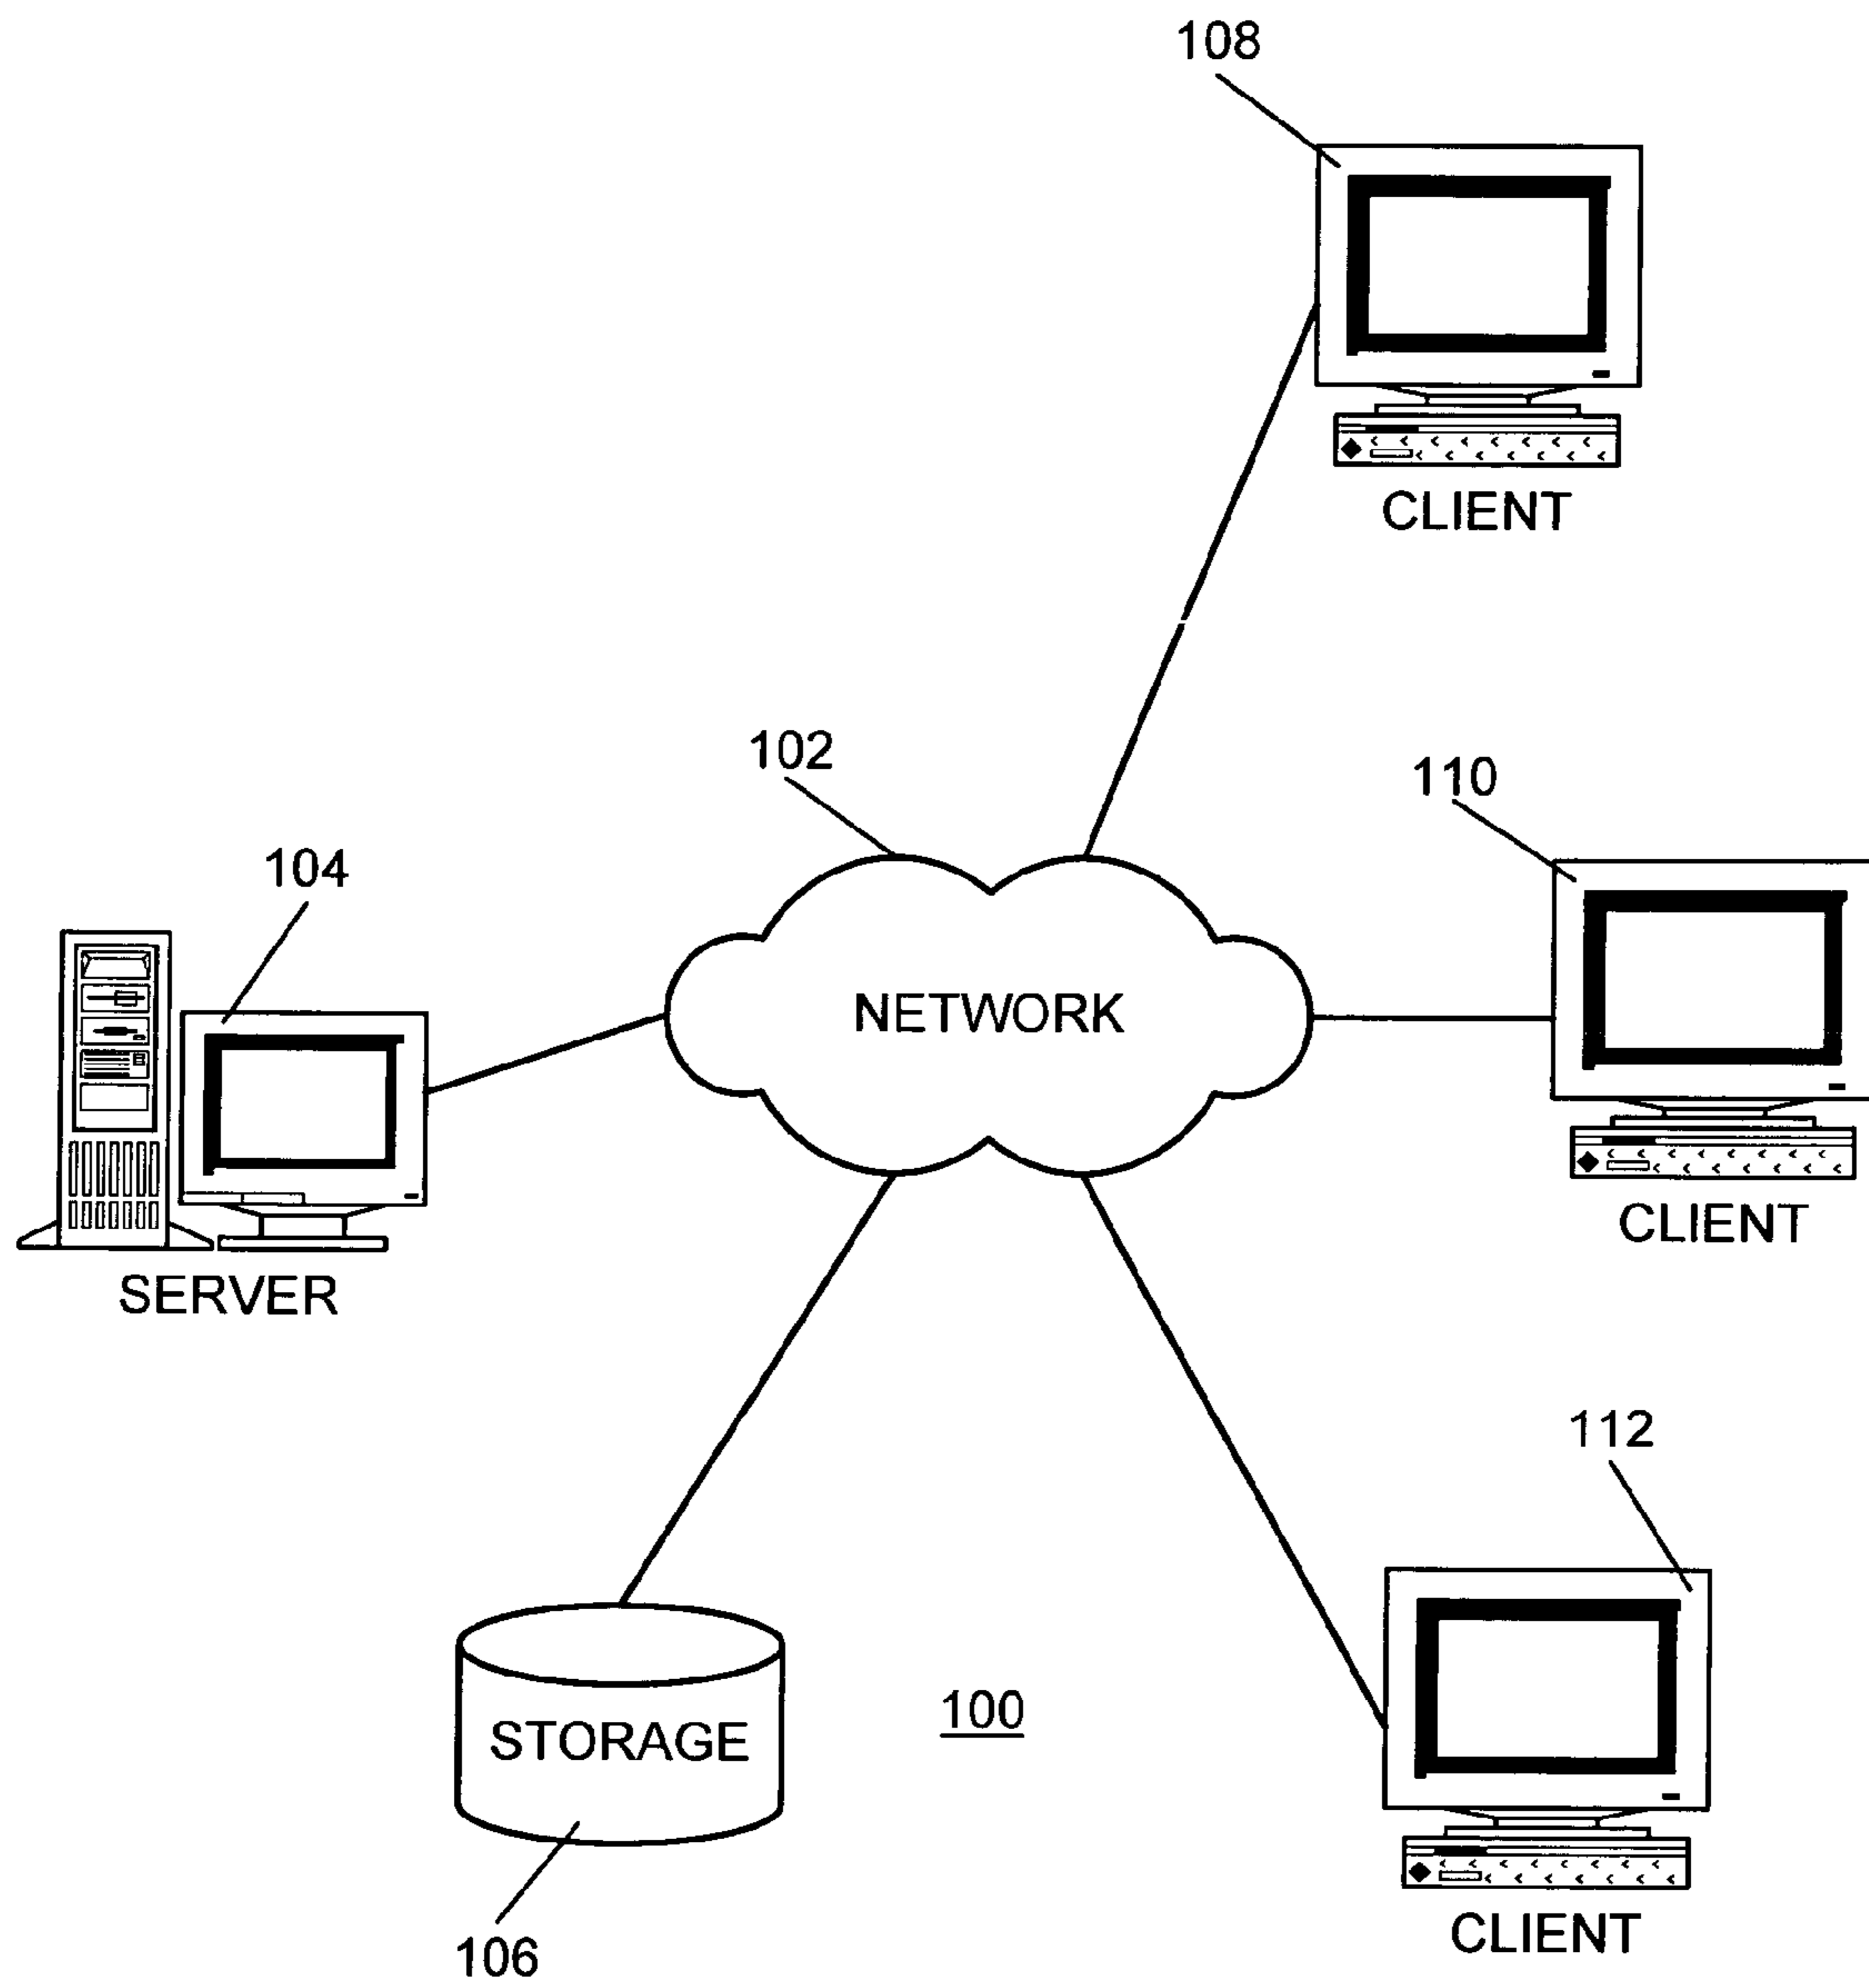 108
CLIENT
102
110
104
NETWORK
CLIENT
SERVER
112
STORAGE
100
106
CLIENT